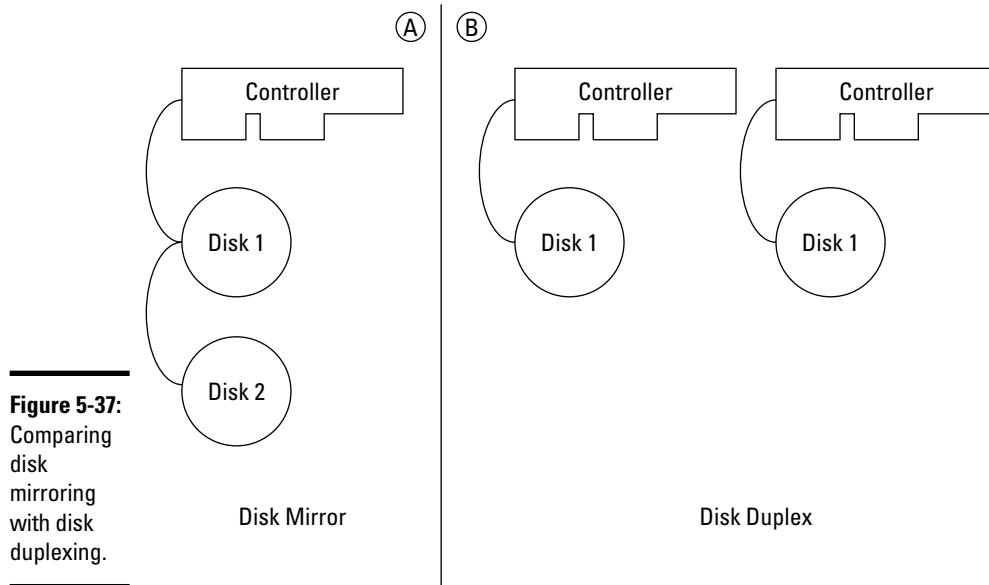 A
B
Controller
Controller
Controller
Disk 1
Disk 1
Disk 1
Disk 2
Figure 5-37:
Comparing
disk
mirroring
with disk
duplexing.
Disk Mirror
Disk Duplex